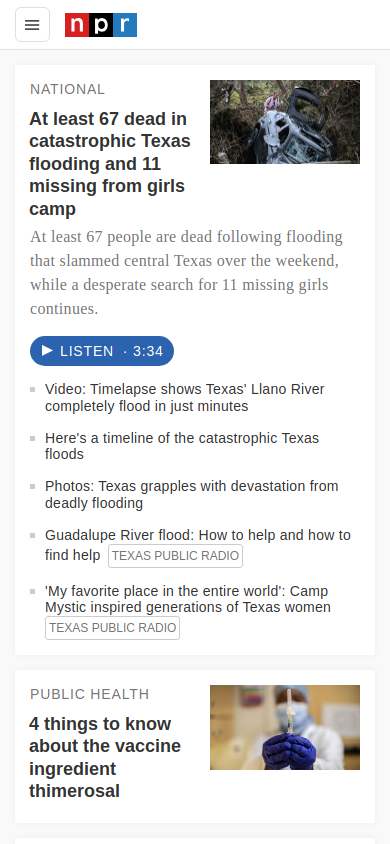 npr
NATIONAL
At least 67 dead in
catastrophic Texas
flooding and 11
missing from girls
camp
At least 67 people are dead following flooding
that slammed central Texas over the weekend,
while a desperate search for 11 missing girls
continues.
LISTEN · 3:34
Video: Timelapse shows Texas' Llano River
completely flood in just minutes
Here's a timeline of the catastrophic Texas
floods
Photos: Texas grapples with devastation from
deadly flooding
Guadalupe River flood: How to help and how to
find help TEXAS PUBLIC RADIO
'My favorite place in the entire world': Camp
Mystic inspired generations of Texas women
TEXAS PUBLIC RADIO
PUBLIC HEALTH
4 things to know
about the vaccine
ingredient
thimerosal